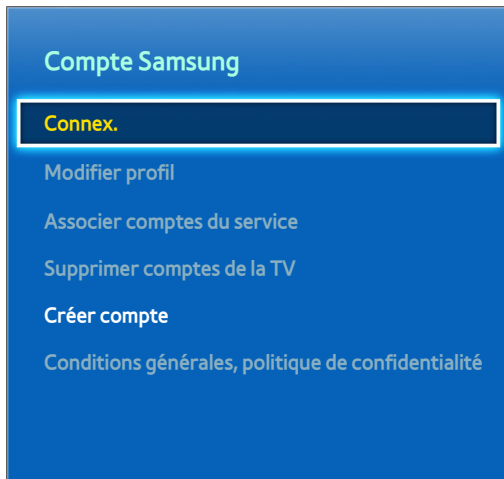 Compte Samsung
Connex.
Modifier profil
Associer comptes du service
Supprimer comptes de la TV
Créer compte
Conditions générales, politique de confidentialité